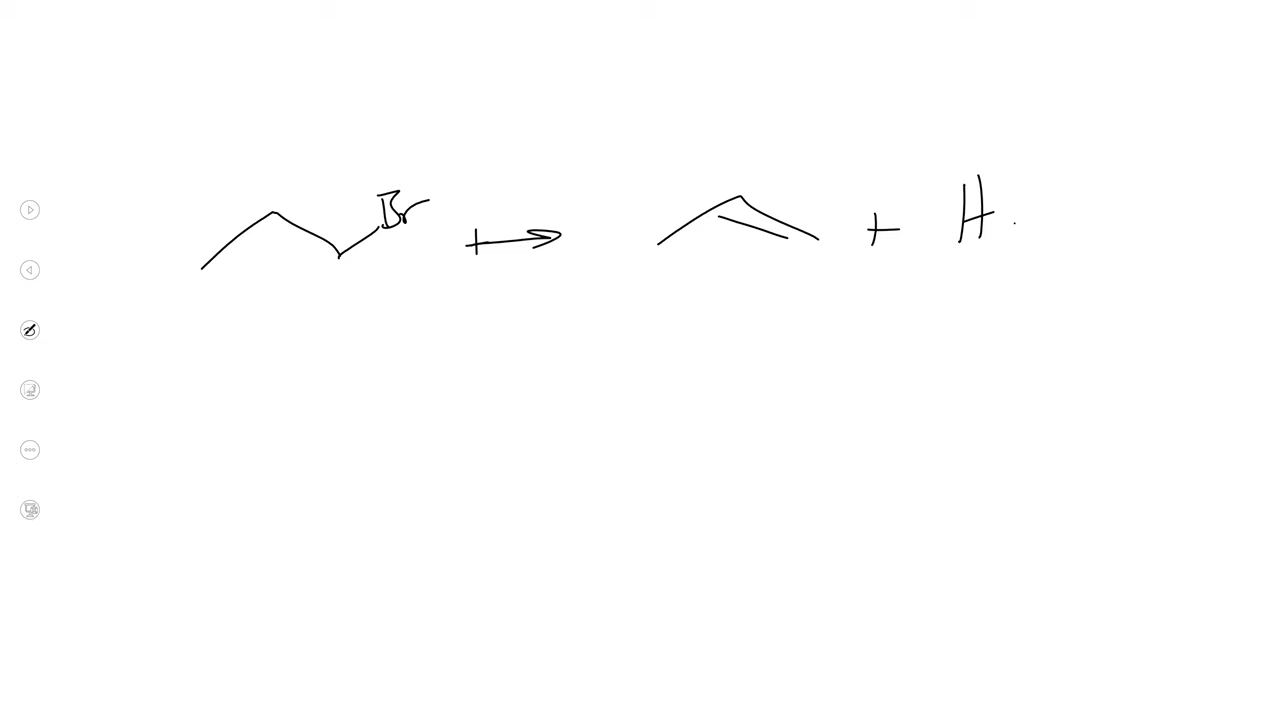 Br + → + H